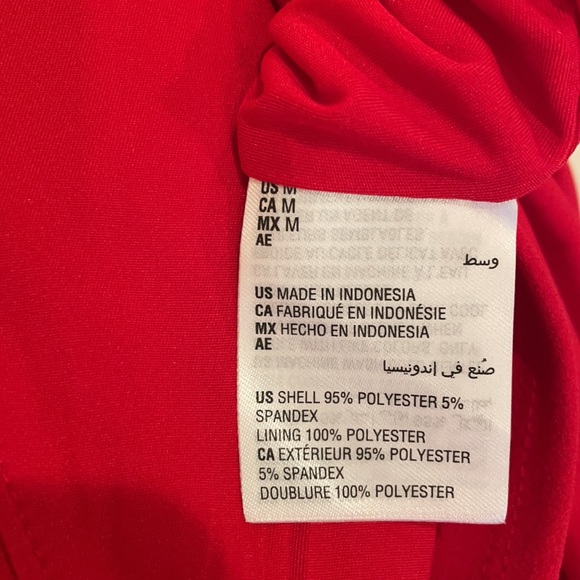 US M
CA M
MX M
AE
وسط
US MADE IN INDONESIA
CA FABRIQUÉ EN INDONÉSIE
MX HECHO EN INDONESIA
AE
صُنع في إندونيسيا
US SHELL 95% POLYESTER 5%
SPANDEX
LINING 100% POLYESTER
CA EXTÉRIEUR 95% POLYESTER
5% SPANDEX
DOUBLURE 100% POLYESTER